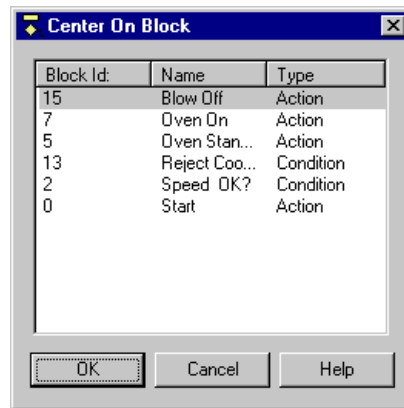 Center On Block
Block Id: Name Type
15 Blow Off Action
7 Oven On Action
5 Oven Stan... Action
13 Reject Coo... Condition
2 Speed OK? Condition
0 Start Action
OK Cancel Help